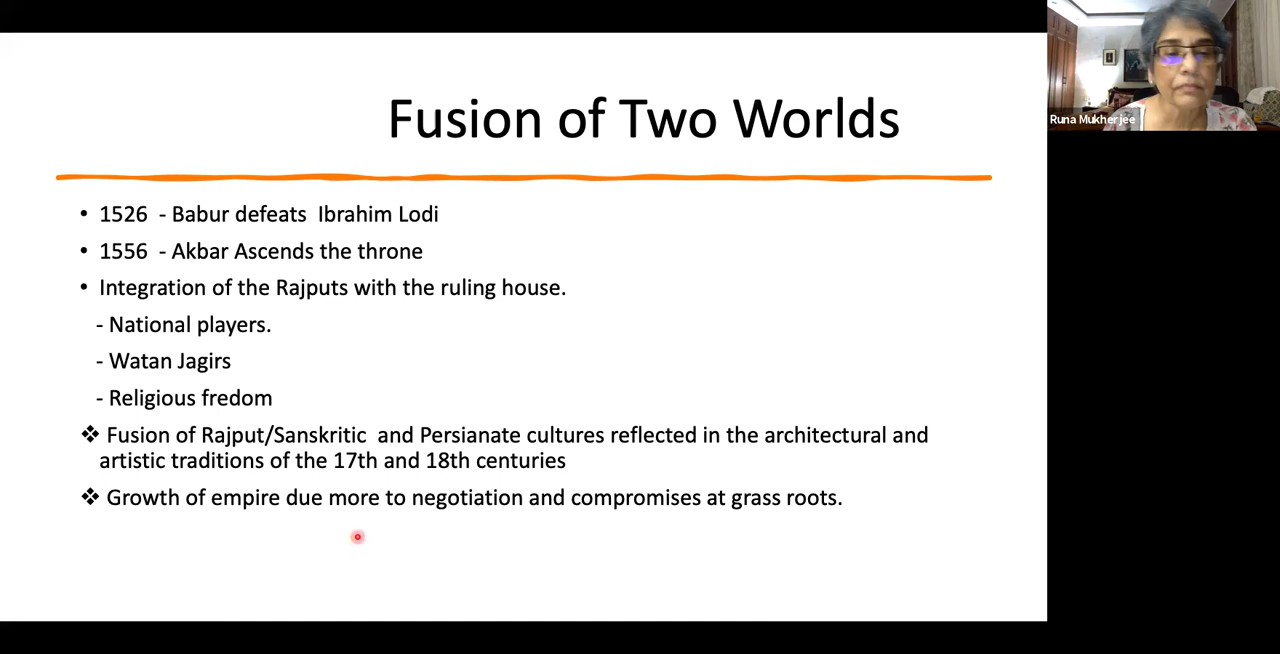 Fusion of Two Worlds
Runa Mukherjee
• 1526 - Babur defeats Ibrahim Lodi
• 1556 - Akbar Ascends the throne
• Integration of the Rajputs with the ruling house.
- National players.
- Watan Jagirs
- Religious fredom
❖ Fusion of Rajput/Sanskritic and Persianate cultures reflected in the architectural and
artistic traditions of the 17th and 18th centuries
❖ Growth of empire due more to negotiation and compromises at grass roots.